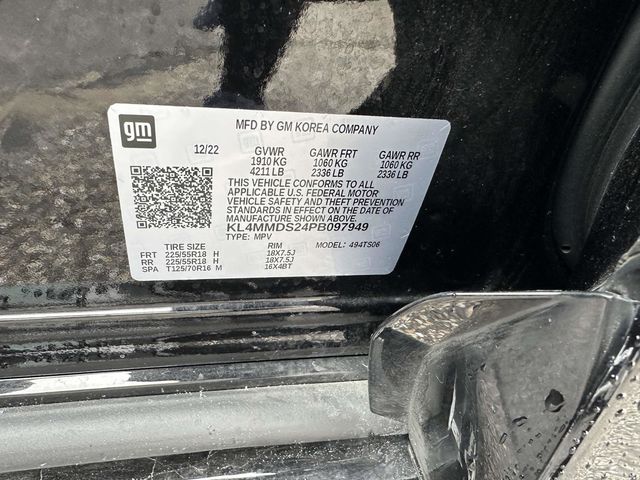 gm
MFD BY GM KOREA COMPANY
12/22 GVWR GAWR FRT GAWR RR
1910 KG 1060 KG 1060 KG
4211 LB 2336 LB 2336 LB
THIS VEHICLE CONFORMS TO ALL
APPLICABLE U.S. FEDERAL MOTOR
VEHICLE SAFETY AND THEFT PREVENTION
STANDARDS IN EFFECT ON THE DATE OF
MANUFACTURE SHOWN ABOVE.
KL4MMDS24PB097949
TYPE: MPV MODEL: 494TS06
TIRE SIZE RIM
FRT 225/55R18 H 18X7.5J
RR 225/55R18 H 18X7.5J
SPA T125/70R16 M 16X4BT